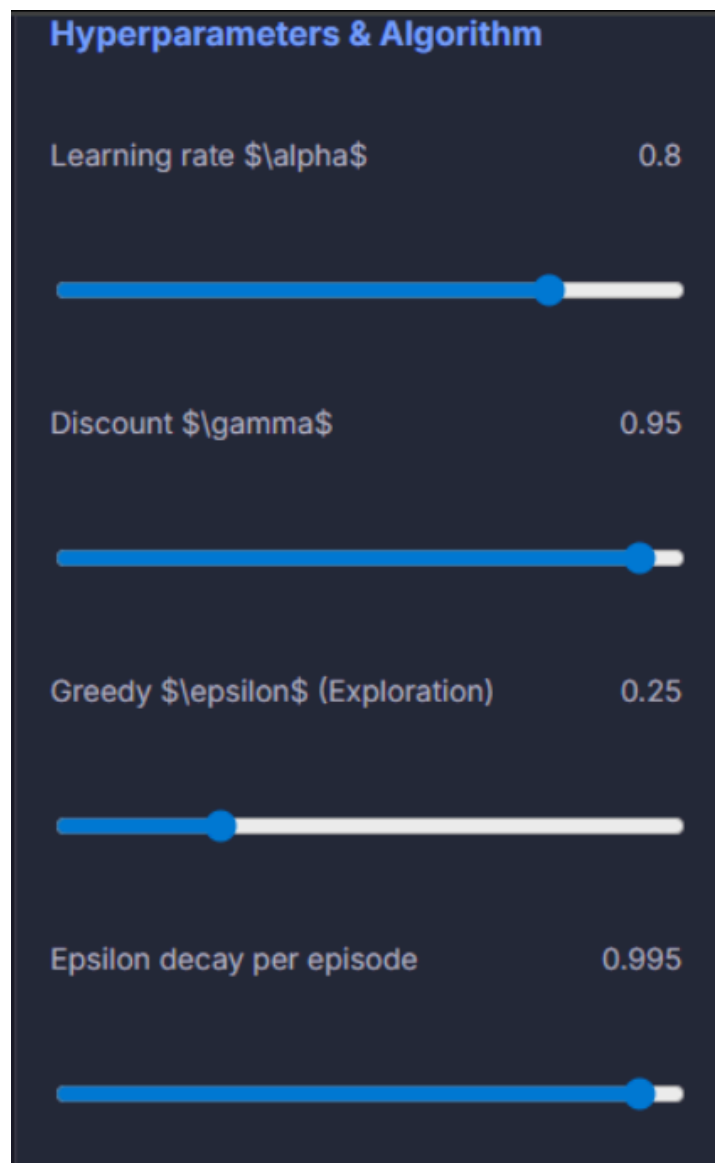 Hyperparameters & Algorithm
Learning rate $\alpha$ 0.8
Discount $\gamma$ 0.95
Greedy $\epsilon$ (Exploration) 0.25
Epsilon decay per episode 0.995